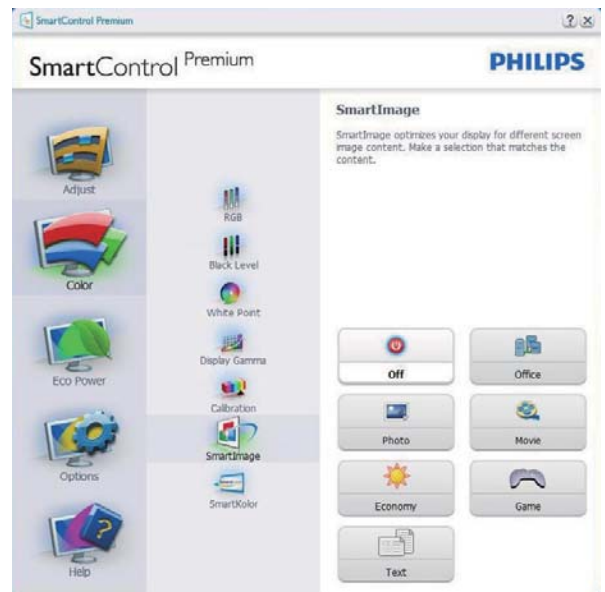 SmartControl Premium
? x
SmartControl Premium
PHILIPS
Adjust
Color
Eco Power
Options
Help
RGB
Black Level
White Point
Display Gamma
Calibration
SmartImage
SmartKolor
SmartImage
SmartImage optimizes your display for different screen
image content. Make a selection that matches the
content.
Off
Office
Photo
Movie
Economy
Game
Text